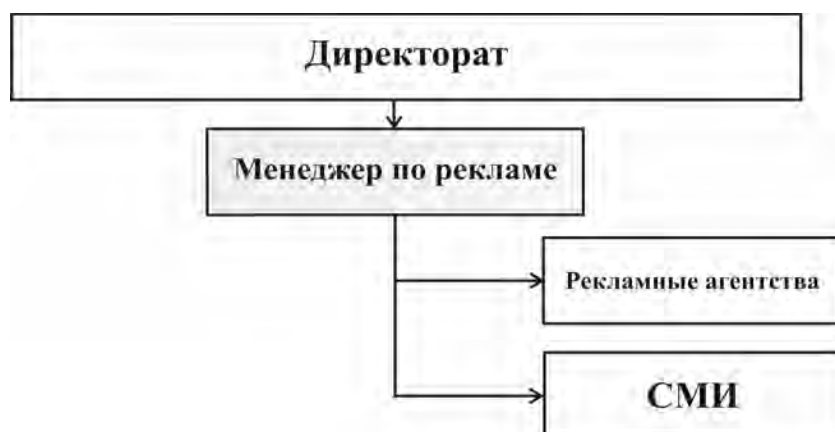 Директорат
Менеджер по рекламе
Рекламные агентства
СМИ